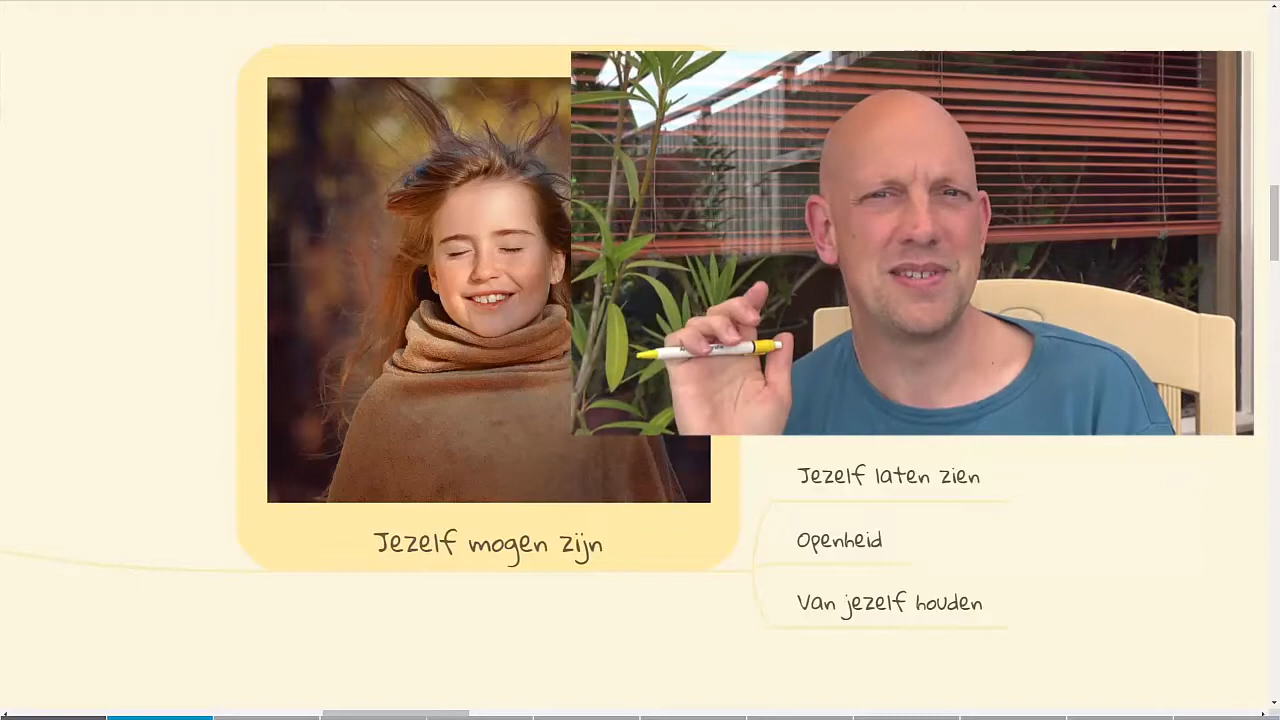 Jezelf mogen zijn
Jezelf laten zien
Openheid
Van jezelf houden